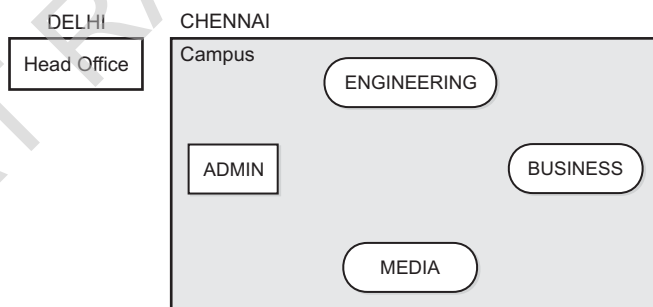 DELHI
CHENNAI
Head Office
Campus
ENGINEERING
ADMIN
BUSINESS
MEDIA